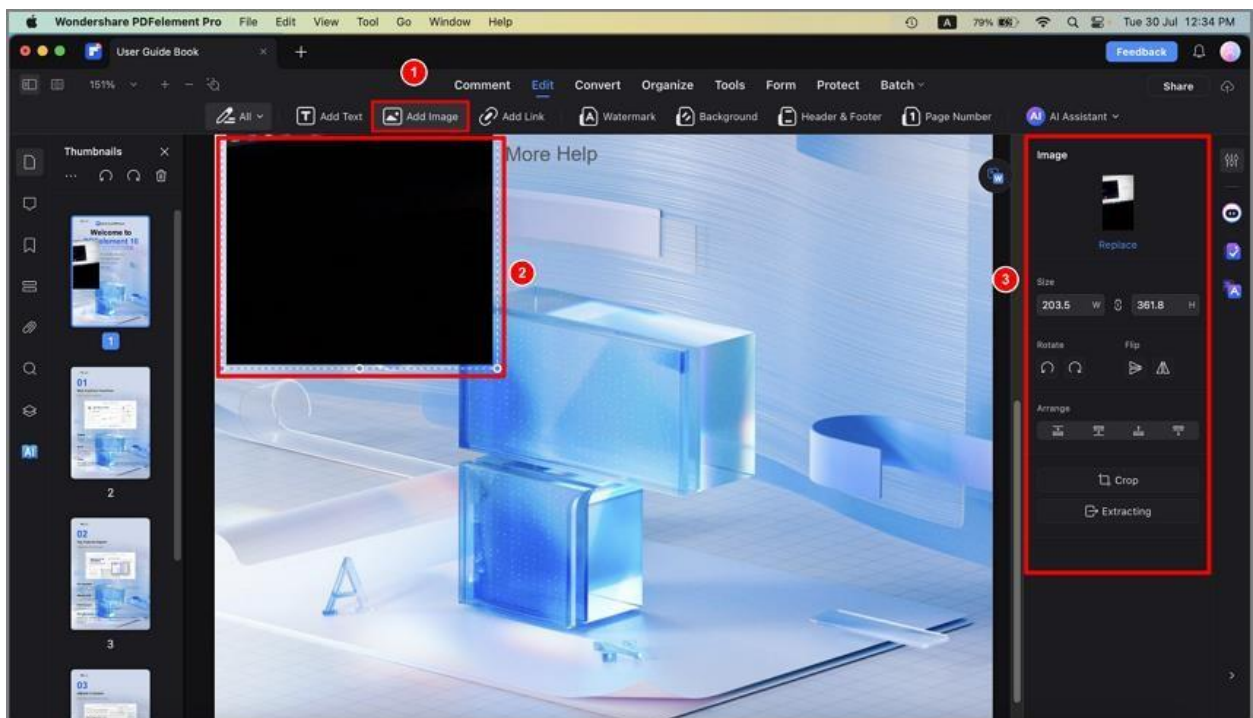 Wondershare PDFelement Pro File Edit View Tool Go Window Help A 79% Tue 30 Jul 12:34 PM
User Guide Book × + Feedback
151% + −
1
Comment Edit Convert Organize Tools Form Protect Batch Share
All Add Text Add Image Add Link Watermark Background Header & Footer Page Number AI AI Assistant
Thumbnails ×
...
Welcome to
PDFelement 10
1
01
2
02
3
03
AI
More Help
W
2
3
Image
Replace
Size
203.5 W 361.8 H
Rotate Flip
Arrange
Crop
Extracting
A